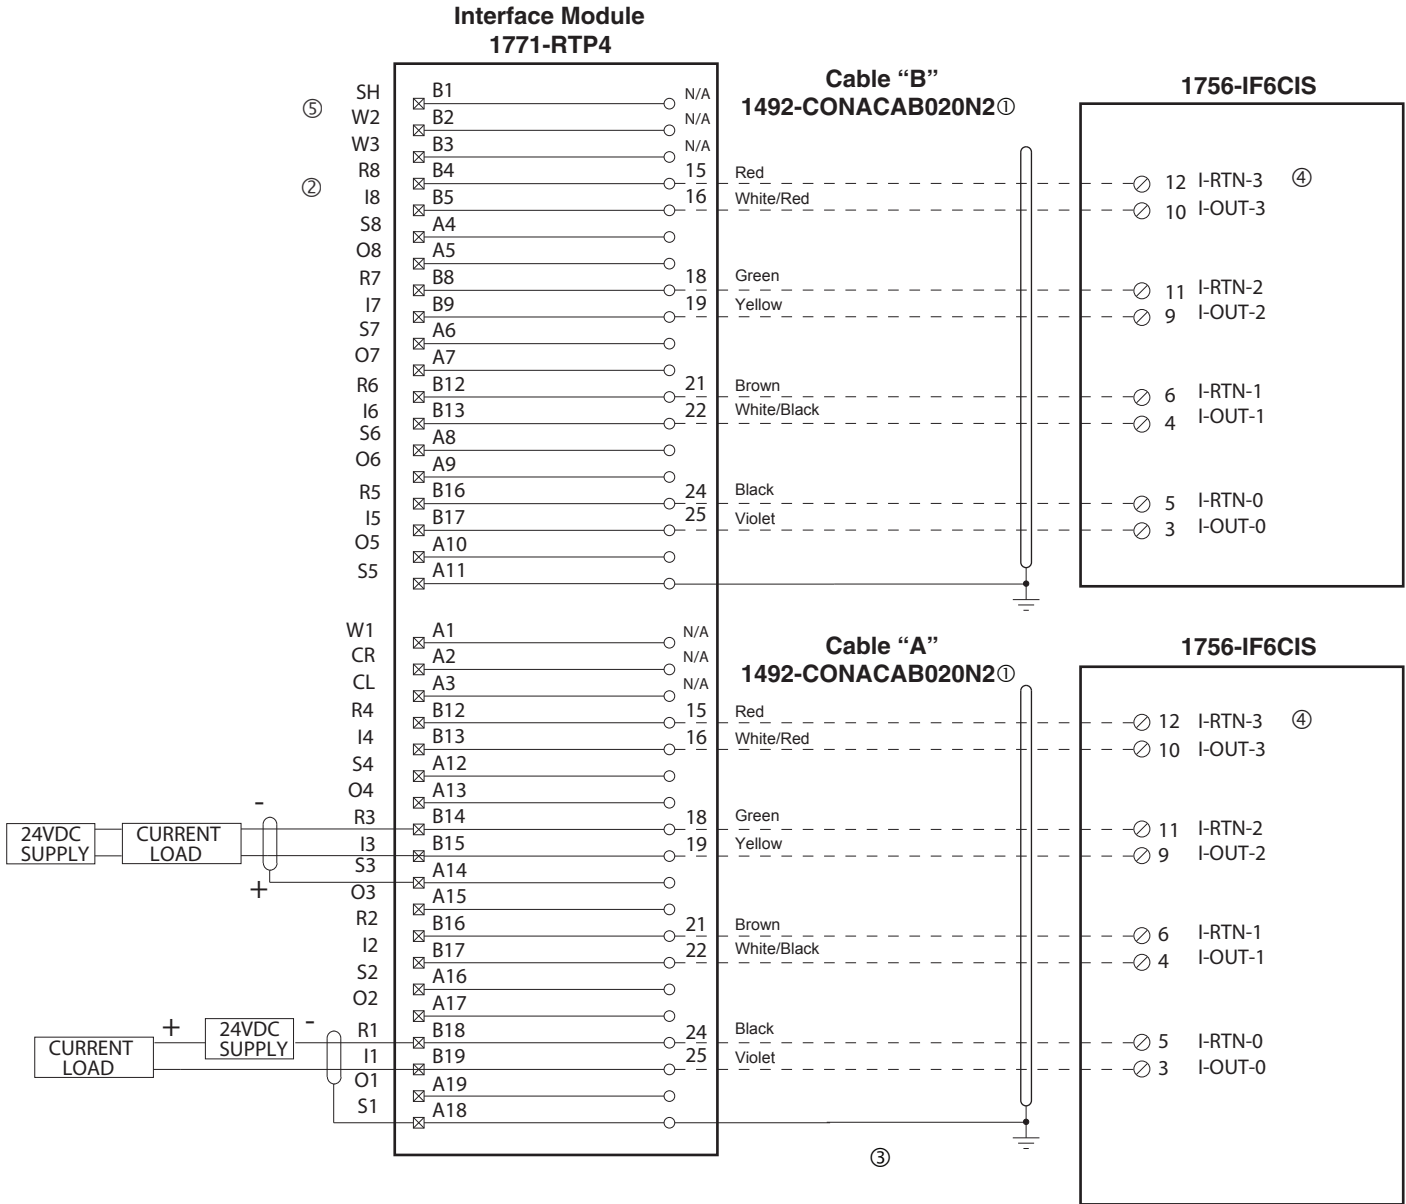 Interface Module
1771-RTP4
Cable “B”
1492-CONACAB020N2①
1756-IF6CIS
⑤
②
SH B1 N/A
W2 B2 N/A
W3 B3 N/A
R8 B4 15 Red 12 I-RTN-3 ④
I8 B5 16 White/Red 10 I-OUT-3
S8 A4
O8 A5
R7 B8 18 Green 11 I-RTN-2
I7 B9 19 Yellow 9 I-OUT-2
S7 A6
O7 A7
R6 B12 21 Brown 6 I-RTN-1
I6 B13 22 White/Black 4 I-OUT-1
S6 A8
O6 A9
R5 B16 24 Black 5 I-RTN-0
I5 B17 25 Violet 3 I-OUT-0
O5 A10
S5 A11
Cable “A”
1492-CONACAB020N2①
1756-IF6CIS
W1 A1 N/A
CR A2 N/A
CL A3 N/A
R4 B12 15 Red 12 I-RTN-3 ④
I4 B13 16 White/Red 10 I-OUT-3
S4 A12
O4 A13
-
R3 B14 18 Green 11 I-RTN-2
24VDC SUPPLY
CURRENT LOAD
I3 B15 19 Yellow 9 I-OUT-2
S3 A14
+
O3 A15
R2 B16 21 Brown 6 I-RTN-1
I2 B17 22 White/Black 4 I-OUT-1
S2 A16
O2 A17
+
24VDC SUPPLY
-
R1 B18 24 Black 5 I-RTN-0
CURRENT LOAD
I1 B19 25 Violet 3 I-OUT-0
O1 A19
S1 A18
③